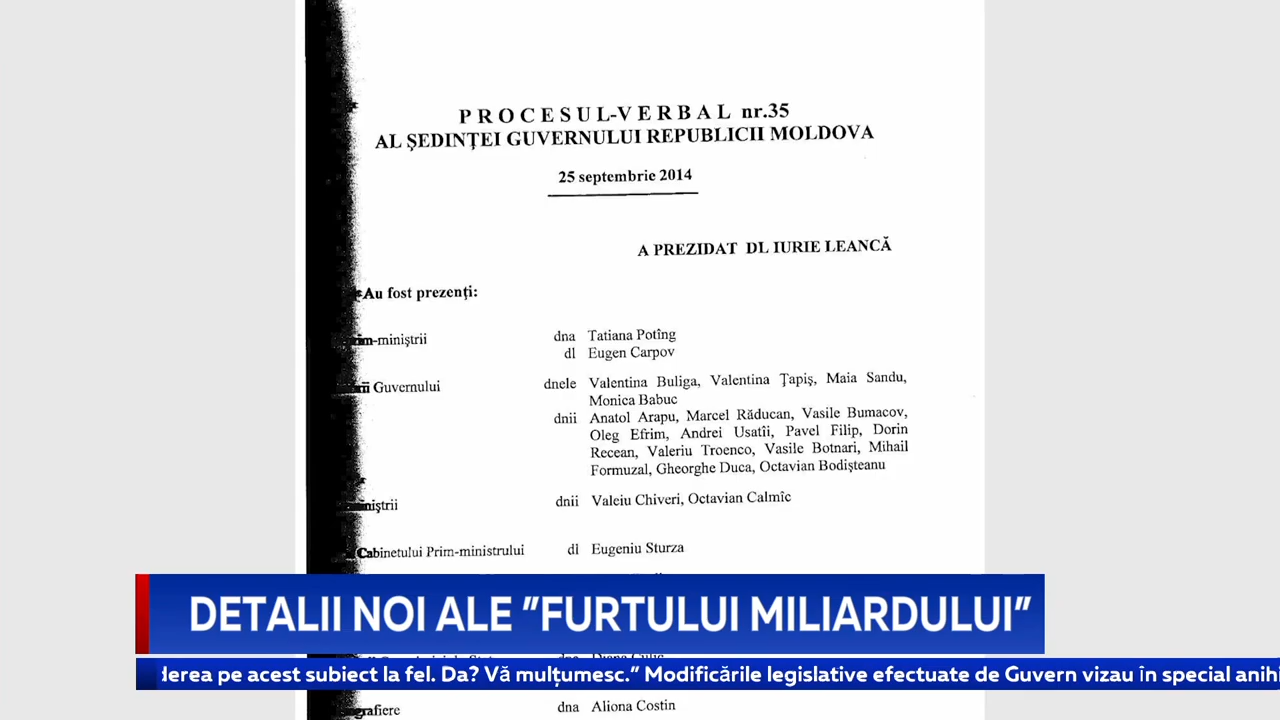 PROCESUL-VERBAL nr.35
AL ŞEDINŢEI GUVERNULUI REPUBLICII MOLDOVA
25 septembrie 2014
A PREZIDAT DL IURIE LEANCĂ
Au fost prezenţi:
im-miniştrii dna Tatiana Potîng
dl Eugen Carpov
ii Guvernului dnele Valentina Buliga, Valentina Ţapiş, Maia Sandu,
Monica Babuc
dnii Anatol Arapu, Marcel Răducan, Vasile Bumacov,
Oleg Efrim, Andrei Usatîi, Pavel Filip, Dorin
Recean, Valeriu Troenco, Vasile Botnari, Mihail
Formuzal, Gheorghe Duca, Octavian Bodişteanu
niştrii dnii Valeiu Chiveri, Octavian Calmîc
Cabinetului Prim-ministrului dl Eugeniu Sturza
DETALII NOI ALE "FURTULUI MILIARDULUI"
derea pe acest subiect la fel. Da? Vă mulțumesc." Modificările legislative efectuate de Guvern vizau în special anihi
grafiere dna Aliona Costin